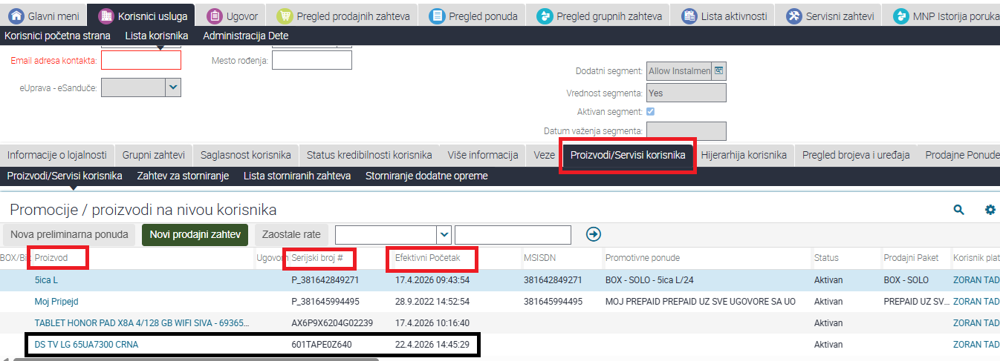 Glavni meni Korisnici usluga Ugovor Pregled prodajnih zahteva Pregled ponuda Pregled grupnih zahteva Lista aktivnosti Servisni zahtevi MNP Istorija poruka
Korisnici početna strana Lista korisnika Administracija Dete
Email adresa kontakta: Mesto rođenja:
Dodatni segment: Allow Instalmen
eUprava - eSanduče:
Vrednost segmenta: Yes
Aktivan segment:
Datum važenja segmenta:
Informacije o lojalnosti Grupni zahtevi Saglasnost korisnika Status kredibilnosti korisnika Više informacija Veze Proizvodi/Servisi korisnika Hijerarhija korisnika Pregled brojeva i uređaja Prodajne Ponude
Proizvodi/Servisi korisnika Zahtev za storniranje Lista storniranih zahteva Storniranje dodatne opreme
Promocije / proizvodi na nivou korisnika
Nova preliminarna ponuda Novi prodajni zahtev Zaostale rate
BOX/Bi Proizvod Ugovor Serijski broj # Efektivni Početak MSISDN Promotivne ponude Status Prodajni Paket Korisnik plat
5ica L P_381642849271 17.4.2026 09:43:54 381642849271 BOX - SOLO - 5ica L/24 Aktivan BOX - SOLO ZORAN TAD
Moj Pripejd P_381645994495 28.9.2022 14:52:54 381645994495 MOJ PREPAID PREPAID UZ SVE UGOVORE SA UO Aktivan PREPAID UZ SV... ZORAN TAD
TABLET HONOR PAD X8A 4/128 GB WIFI SIVA - 69365... AX6P9X6204G02239 17.4.2026 10:16:40 Aktivan ZORAN TAD
DS TV LG 65UA7300 CRNA 601TAPE0Z640 22.4.2026 14:45:29 Aktivan ZORAN TAD